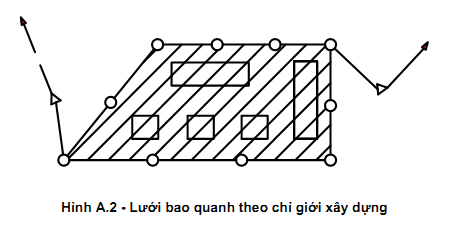 Hình A.2 - Lưới bao quanh theo chỉ giới xây dựng